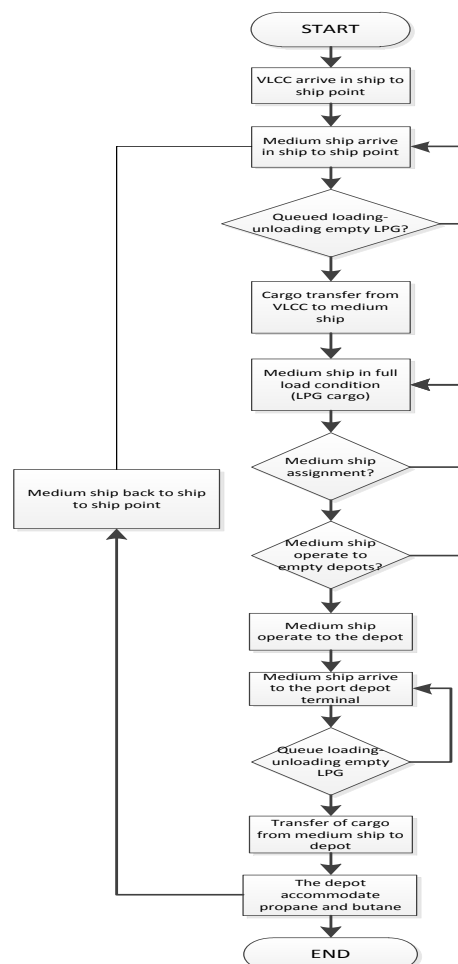 START
VLCC arrive in ship to
ship point
Medium ship arrive
in ship to ship point
Queued loading-
unloading empty LPG?
Cargo transfer from
VLCC to medium
ship
Medium ship in full
load condition
(LPG cargo)
Medium ship
assignment?
Medium ship back to ship
to ship point
Medium ship
operate to
empty depots?
Medium ship
operate to the depot
Medium ship arrive
to the port depot
terminal
Queue loading-
unloading empty
LPG
Transfer of cargo
from medium ship to
depot
The depot
accommodate
propane and butane
END